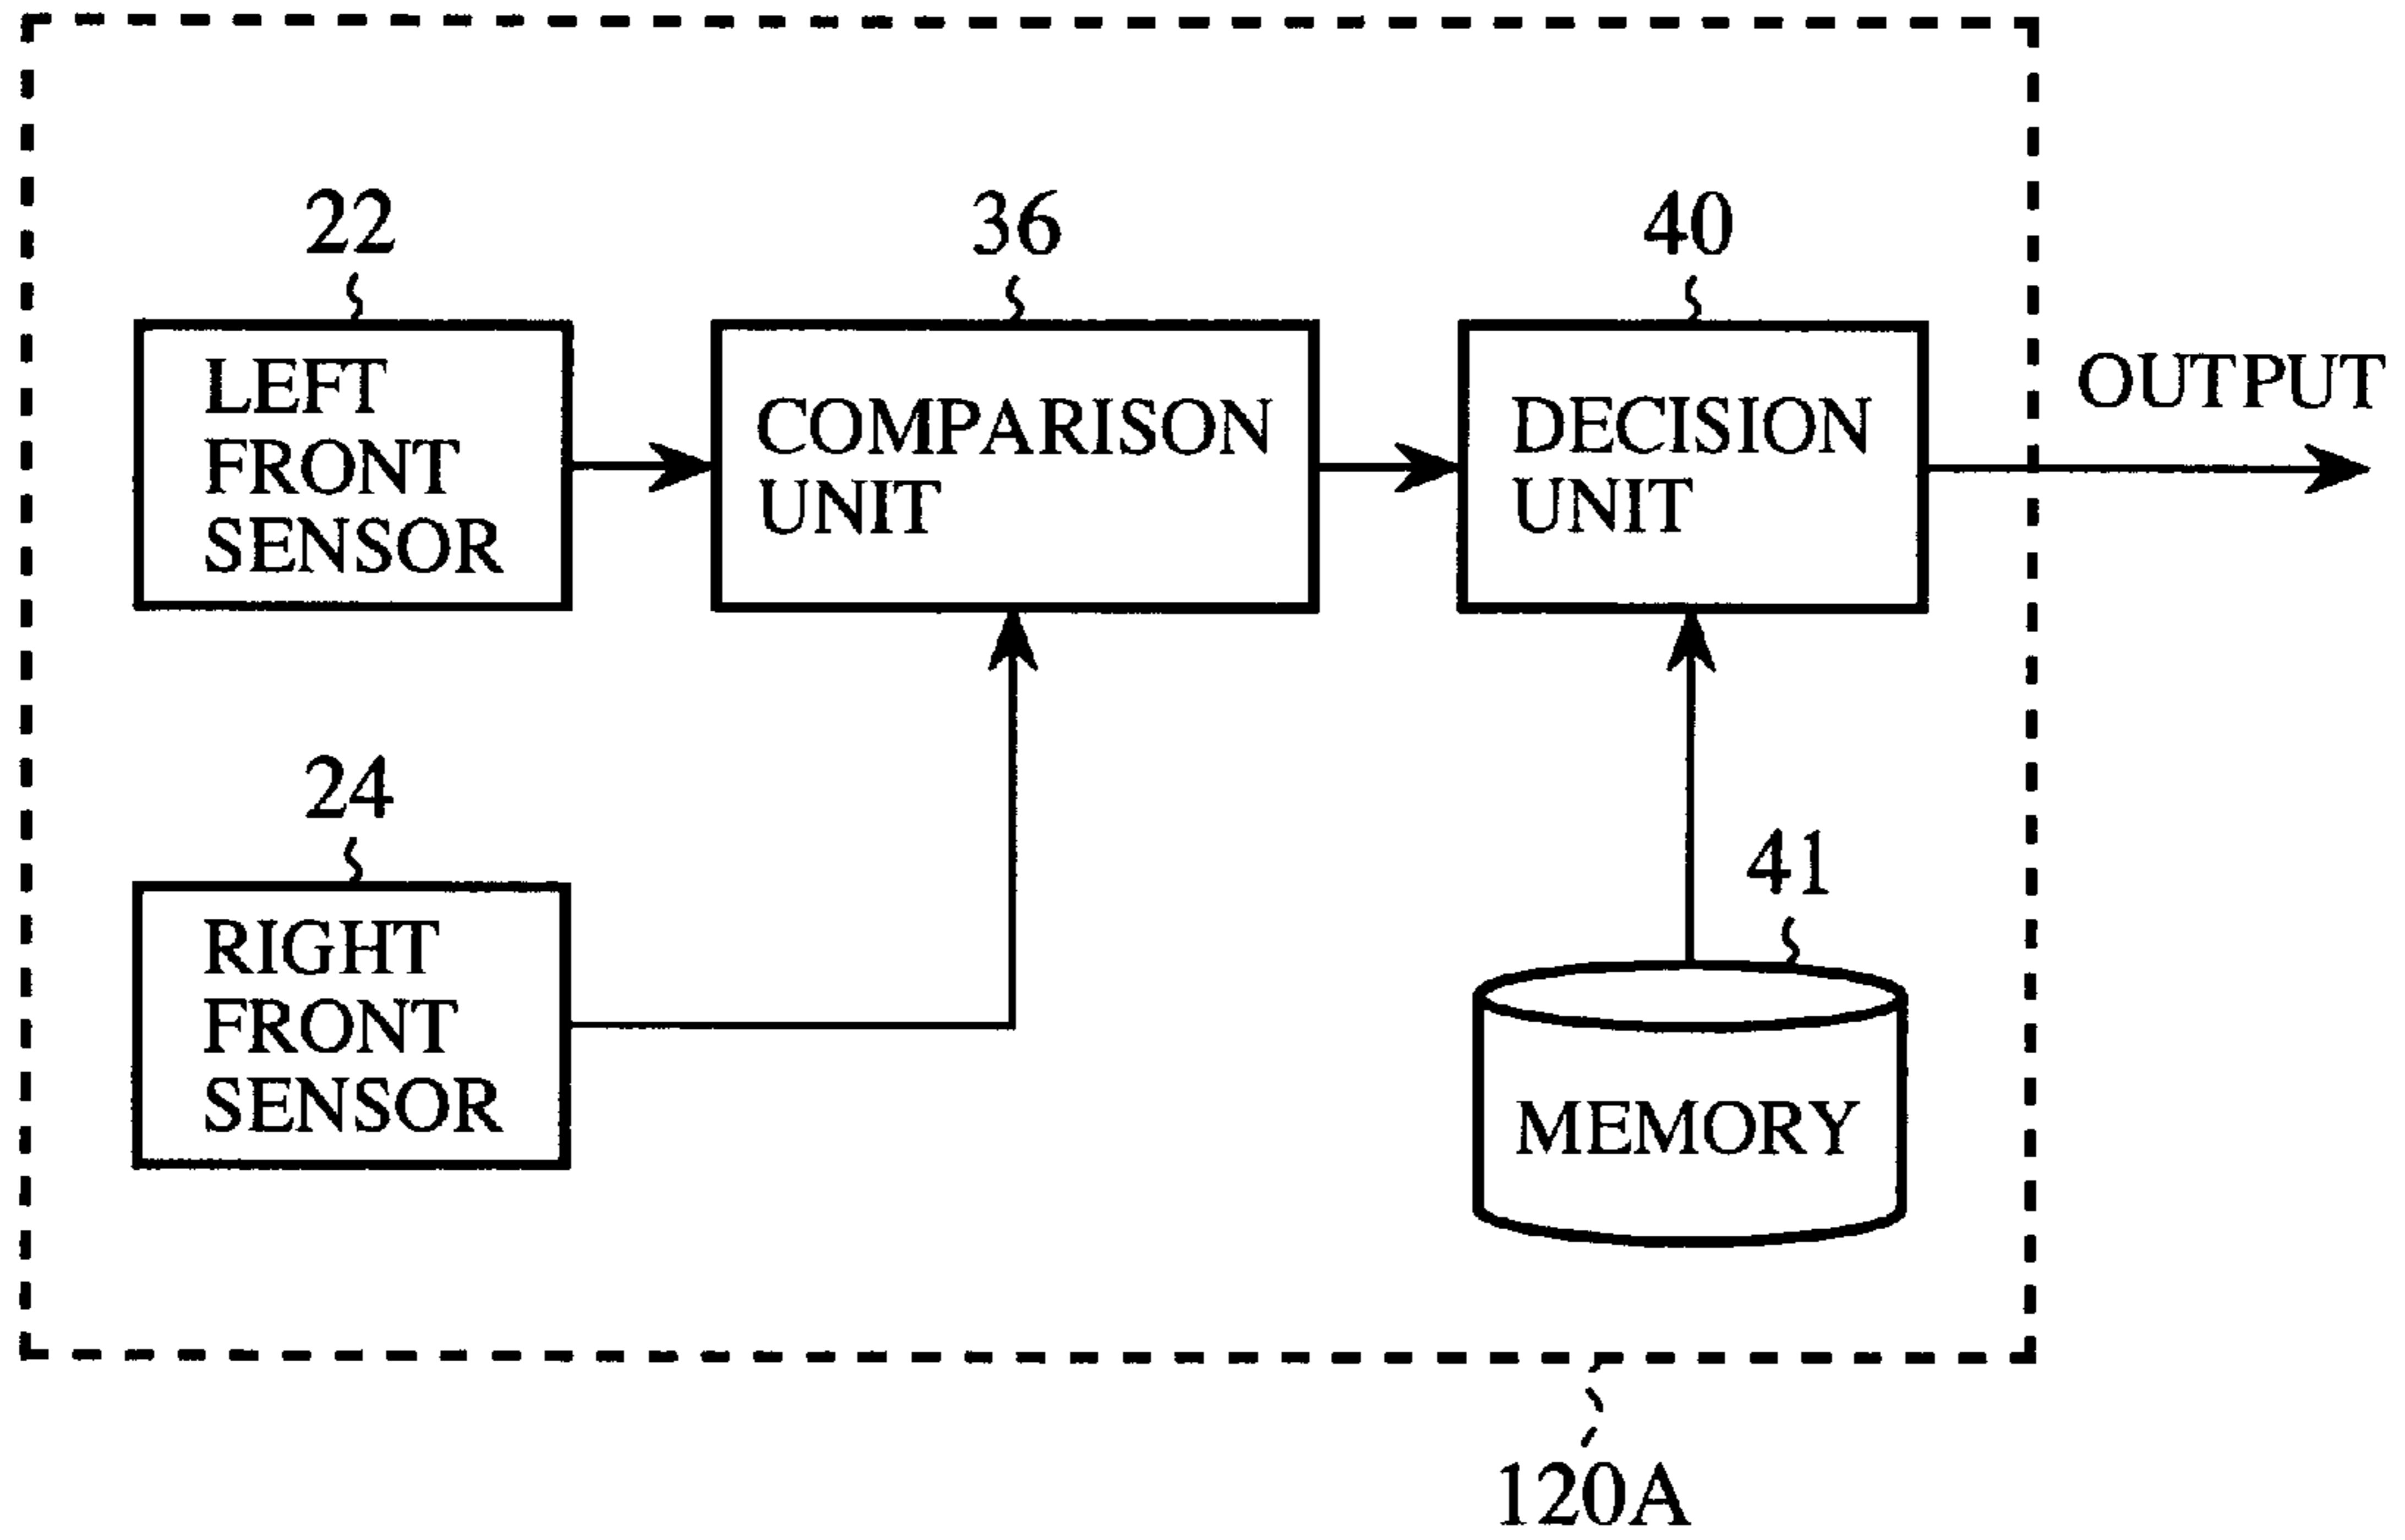 22
36
40
LEFT
FRONT
SENSOR
COMPARISON
UNIT
DECISION
UNIT
OUTPUT
24
41
RIGHT
FRONT
SENSOR
MEMORY
120A